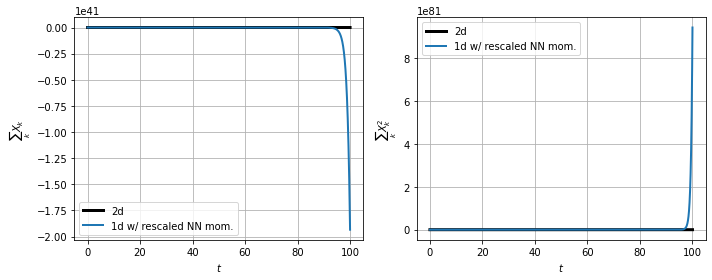 1e41
0.00
−0.25
−0.50
−0.75
−1.00
−1.25
−1.50
−1.75
−2.00
∑ₖ Xₖ
2d
1d w/ rescaled NN mom.
0 20 40 60 80 100
t
1e81
8
6
4
2
0
∑ₖ Xₖ²
2d
1d w/ rescaled NN mom.
0 20 40 60 80 100
t